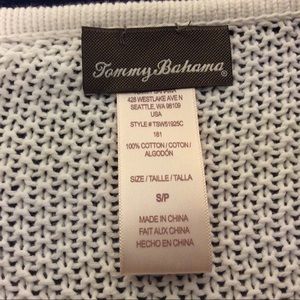 Tommy Bahama®
428 WESTLAKE AVE N
SEATTLE, WA 98109
USA
STYLE # TSW61925C
161
100% COTTON / COTON /
ALGODÓN
SIZE / TAILLE / TALLA
S/P
MADE IN CHINA
FAIT AUX CHINA
HECHO EN CHINA